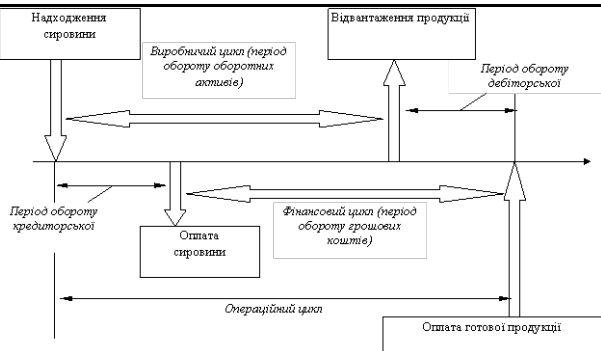 Надходження
сировини
Відвантаження продукції
Виробничий цикл (період
обороту оборотних
активів)
Період обороту
дебіторської
Період обороту
кредиторської
Фінансовий цикл (період
обороту грошових
коштів)
Оплата
сировини
Операційний цикл
Оплата готової продукції